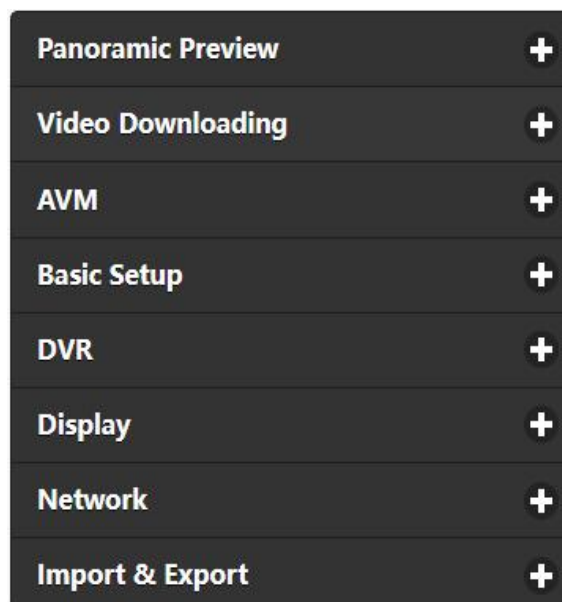 Panoramic Preview
Video Downloading
AVM
Basic Setup
DVR
Display
Network
Import & Export